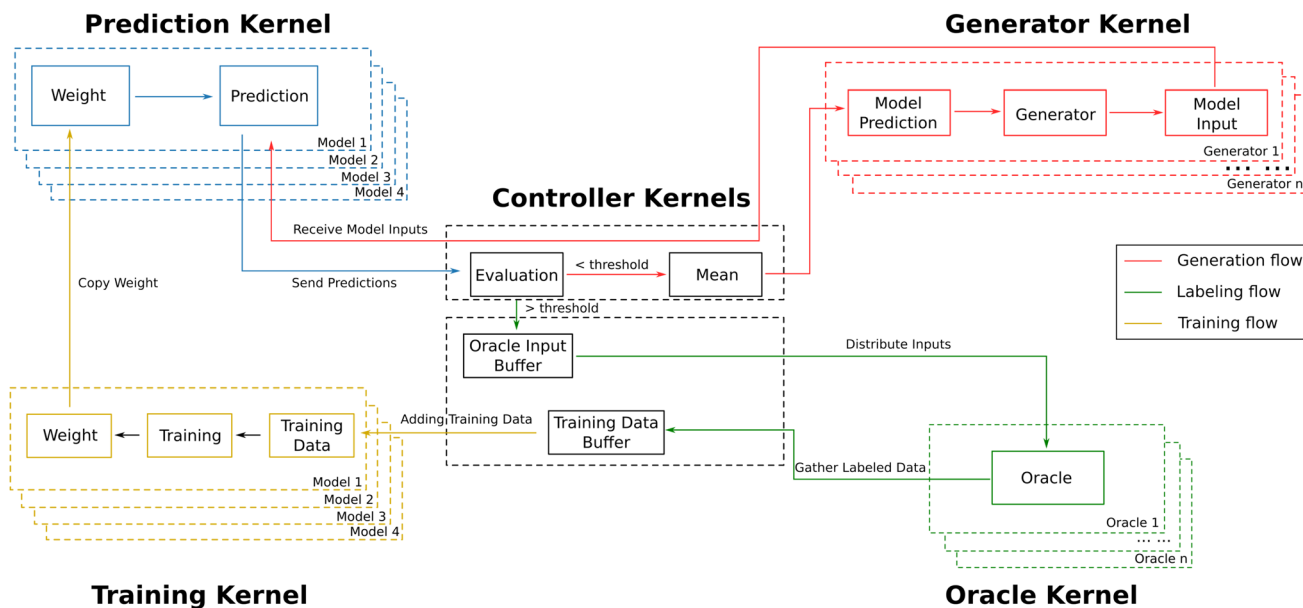 Prediction Kernel
Generator Kernel
Weight
Prediction
Model 1
Model 2
Model 3
Model 4
Model
Prediction
Generator
Model
Input
Generator 1
... ...
Generator n
Controller Kernels
Receive Model Inputs
Evaluation
< threshold
Mean
Copy Weight
Send Predictions
> threshold
Generation flow
Labeling flow
Training flow
Oracle Input
Buffer
Distribute Inputs
Adding Training Data
Training Data
Buffer
Gather Labeled Data
Weight
Training
Training
Data
Model 1
Model 2
Model 3
Model 4
Oracle
Oracle 1
... ...
Oracle n
Training Kernel
Oracle Kernel